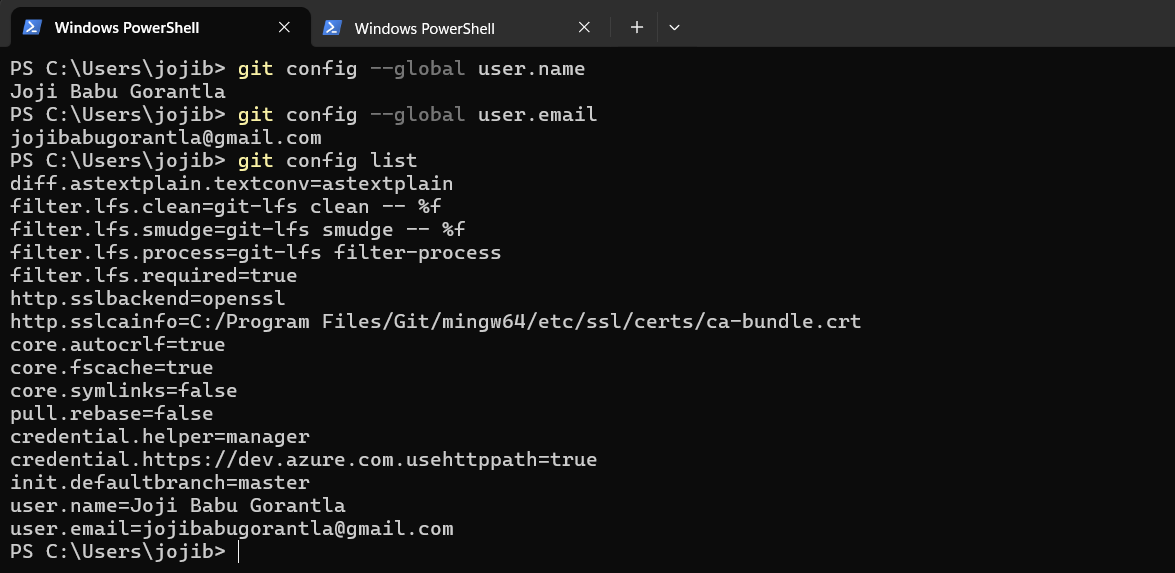 Windows PowerShell
Windows PowerShell
PS C:\Users\jojib> git config --global user.name
Joji Babu Gorantla
PS C:\Users\jojib> git config --global user.email
jojibabugorantla@gmail.com
PS C:\Users\jojib> git config list
diff.astextplain.textconv=astextplain
filter.lfs.clean=git-lfs clean -- %f
filter.lfs.smudge=git-lfs smudge -- %f
filter.lfs.process=git-lfs filter-process
filter.lfs.required=true
http.sslbackend=openssl
http.sslcainfo=C:/Program Files/Git/mingw64/etc/ssl/certs/ca-bundle.crt
core.autocrlf=true
core.fscache=true
core.symlinks=false
pull.rebase=false
credential.helper=manager
credential.https://dev.azure.com.usehttppath=true
init.defaultbranch=master
user.name=Joji Babu Gorantla
user.email=jojibabugorantla@gmail.com
PS C:\Users\jojib>